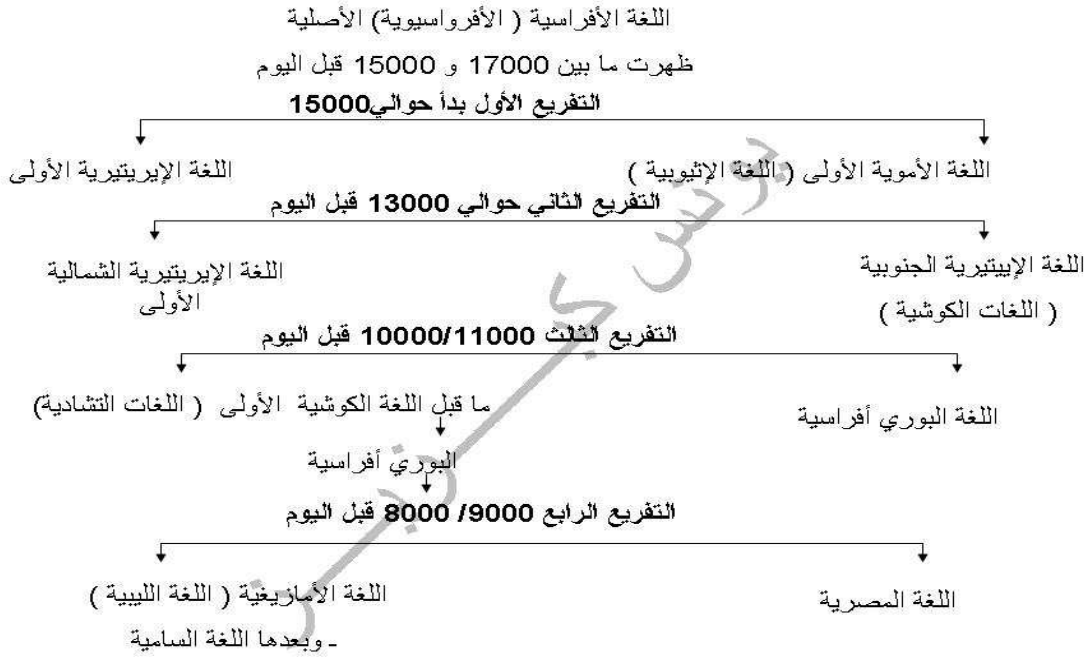 اللغة الأفراسية ( الأفرواسيوية) الأصلية
ظهرت ما بين 17000 و 15000 قبل اليوم
التفريع الأول بدأ حوالي15000
اللغة الأموية الأولى ( اللغة الإثيوبية )
اللغة الإيريتيرية الأولى
التفريع الثاني حوالي 13000 قبل اليوم
اللغة الإييتيرية الجنوبية
( اللغات الكوشية )
اللغة الإيريتيرية الشمالية
الأولى
التفريع الثالث 10000/11000 قبل اليوم
اللغة البوري أفراسية
ما قبل اللغة الكوشية الأولى ( اللغات التشادية)
البوري أفراسية
التفريع الرابع 9000/ 8000 قبل اليوم
اللغة المصرية
اللغة الأمازيغية ( اللغة الليبية )
ـ وبعدها اللغة السامية
يونس